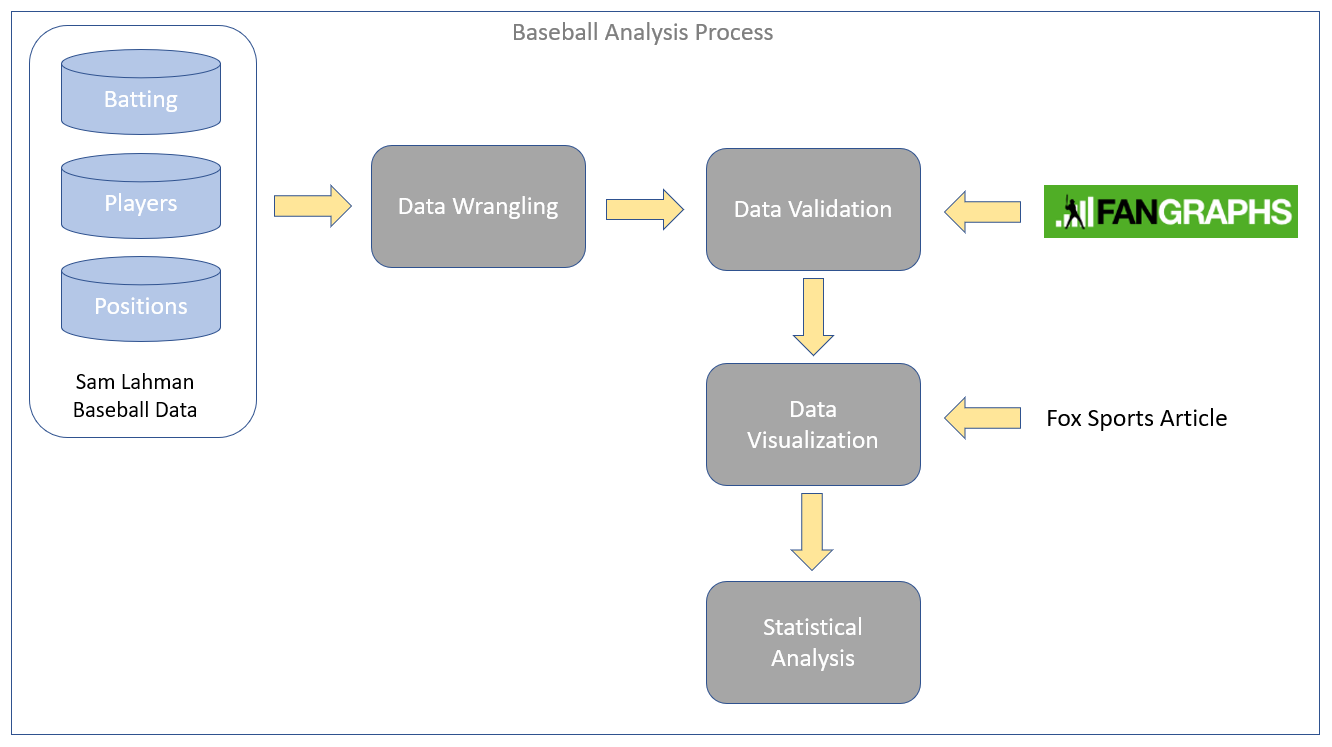 Baseball Analysis Process
Batting
Players
Positions
Sam Lahman
Baseball Data
Data Wrangling
Data Validation
FANGRAPHS
Data
Visualization
Fox Sports Article
Statistical
Analysis